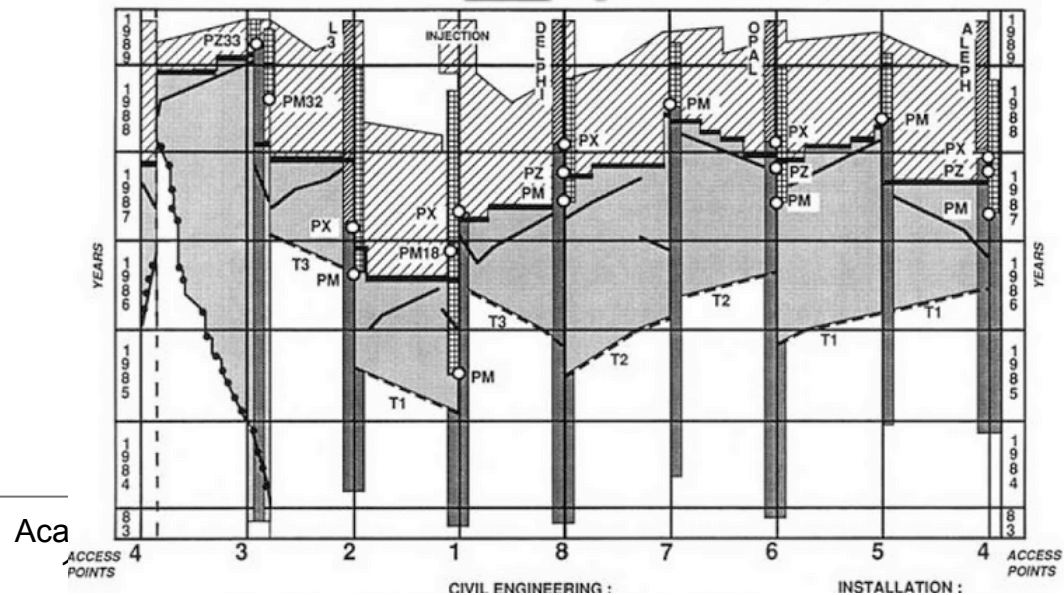 1989
1988
1987
1986
1985
1984
83
YEARS
PZ33
L3
PM32
INJECTION
DELPHI
OPAL
ALEPH
1989
1988
1987
1986
1985
1984
83
YEARS
PM
PM
PX
PX
PX
PZ
PZ
PZ
PM
PM
PM
PX
PX
PM18
T3
PM
T2
T1
T3
T2
PM
T1
Aca
ACCESS POINTS
4 3 2 1 8 7 6 5 4
ACCESS POINTS
CIVIL ENGINEERING :
INSTALLATION :